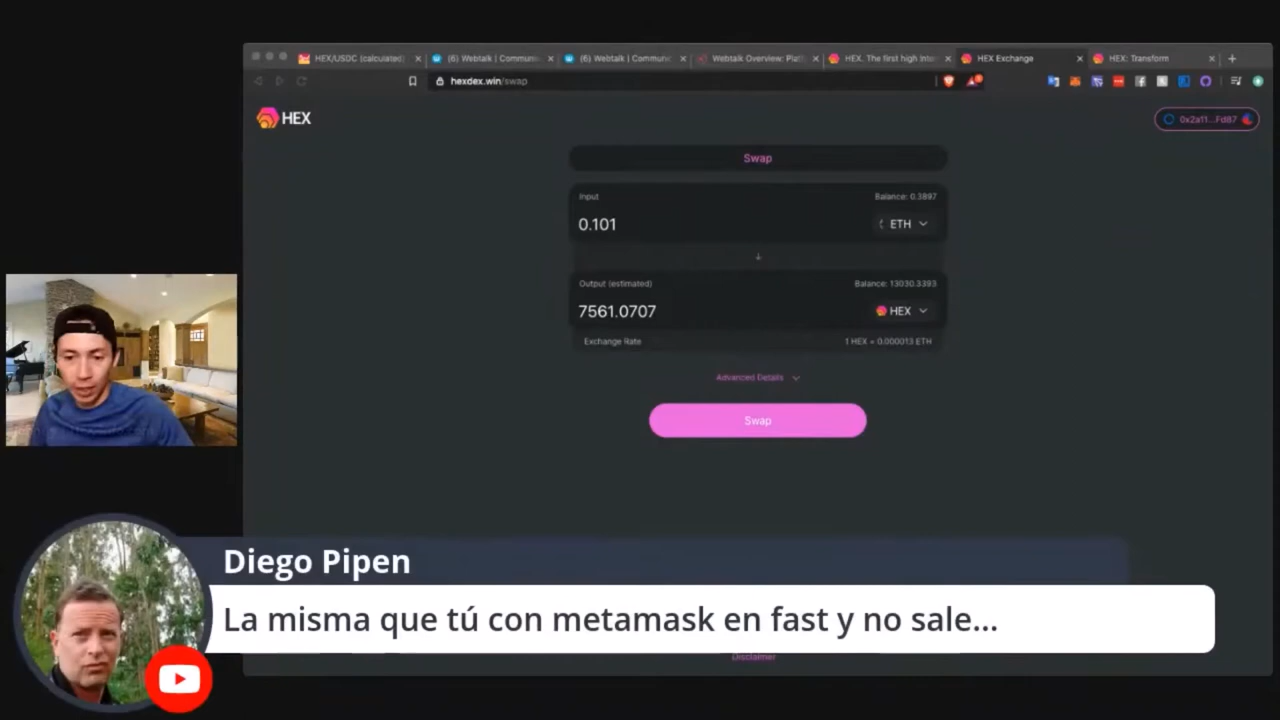 HEX/USDC (calculated)
(6) Webtalk | Communi
(6) Webtalk | Communi
Webtalk Overview: Platf
HEX. The first high inter
HEX Exchange
HEX: Transform
hexdex.win/swap
HEX
0x2a11...Fd87
Swap
Input
Balance: 0.3897
0.101
ETH
Output (estimated)
Balance: 13030.3393
7561.0707
HEX
Exchange Rate
1 HEX = 0.000013 ETH
Advanced Details
Swap
Diego Pipen
La misma que tú con metamask en fast y no sale...
Disclaimer